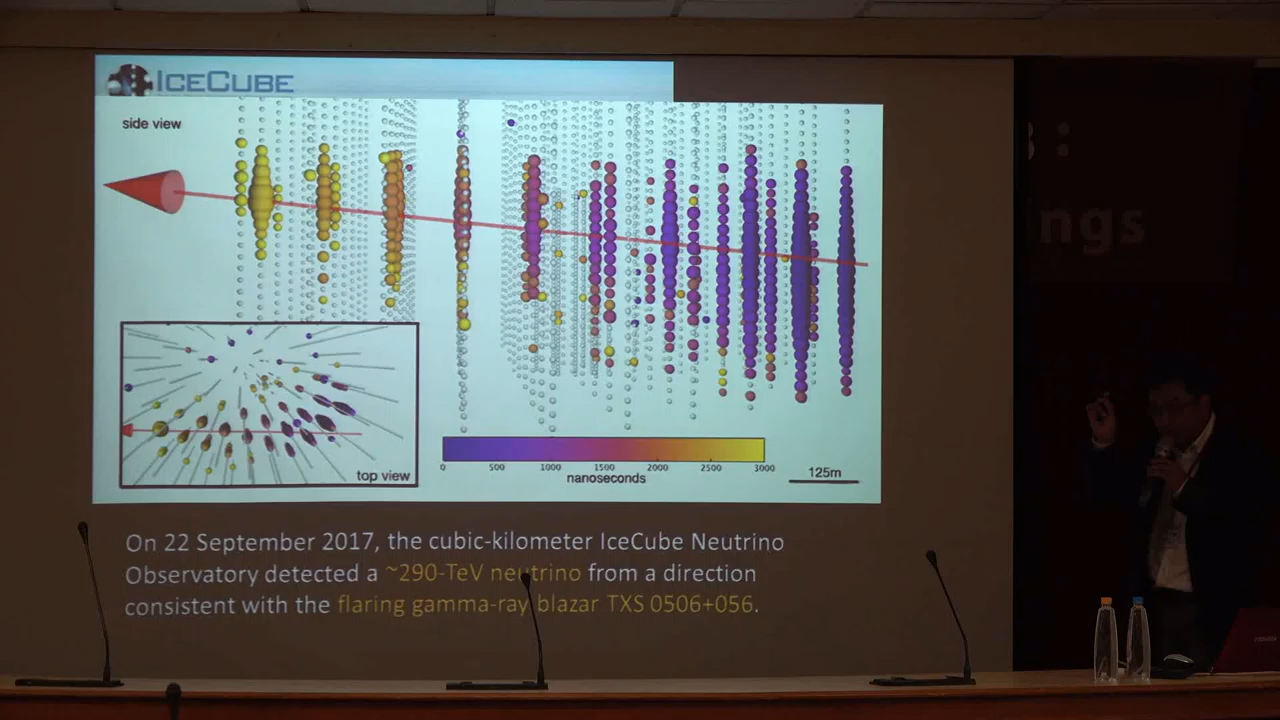 ICECUBE
side view
top view
0 500 1000 1500 2000 2500 3000
nanoseconds
125m
On 22 September 2017, the cubic-kilometer IceCube Neutrino
Observatory detected a ~290-TeV neutrino from a direction
consistent with the flaring gamma-ray blazar TXS 0506+056.
:
ngs